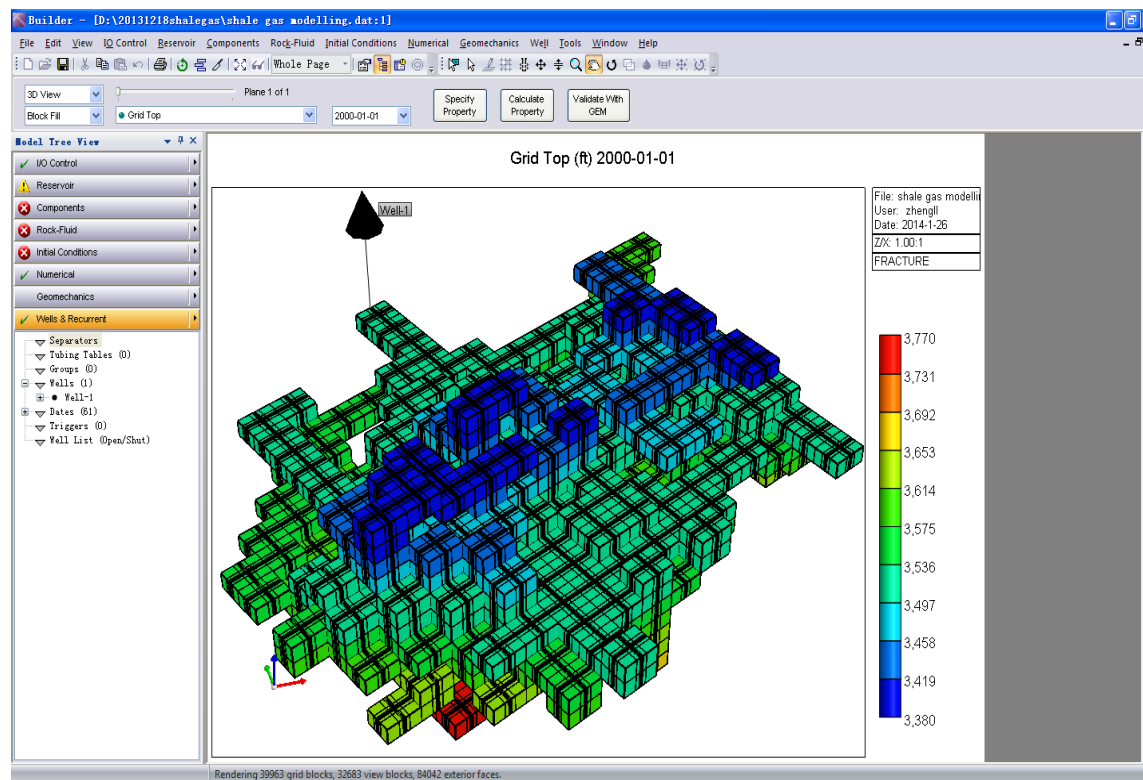 Builder - [D:\20131218shalegas\shale gas modelling.dat:1]
File Edit View IO Control Reservoir Components Rock-Fluid Initial Conditions Numerical Geomechanics Well Tools Window Help
Whole Page
3D View
Plane 1 of 1
Block Fill
Grid Top
2000-01-01
Specify Property
Calculate Property
Validate With GEM
Model Tree View
I/O Control
Reservoir
Components
Rock-Fluid
Initial Conditions
Numerical
Geomechanics
Wells & Recurrent
Separators
Tubing Tables (0)
Groups (0)
Wells (1)
Well-1
Dates (61)
Triggers (0)
Well List (Open/Shut)
Grid Top (ft) 2000-01-01
Well-1
File: shale gas modelli
User: zhengll
Date: 2014-1-26
Z/X: 1.00:1
FRACTURE
3,770
3,731
3,692
3,653
3,614
3,575
3,536
3,497
3,458
3,419
3,380
Rendering 39963 grid blocks, 32683 view blocks, 84042 exterior faces.